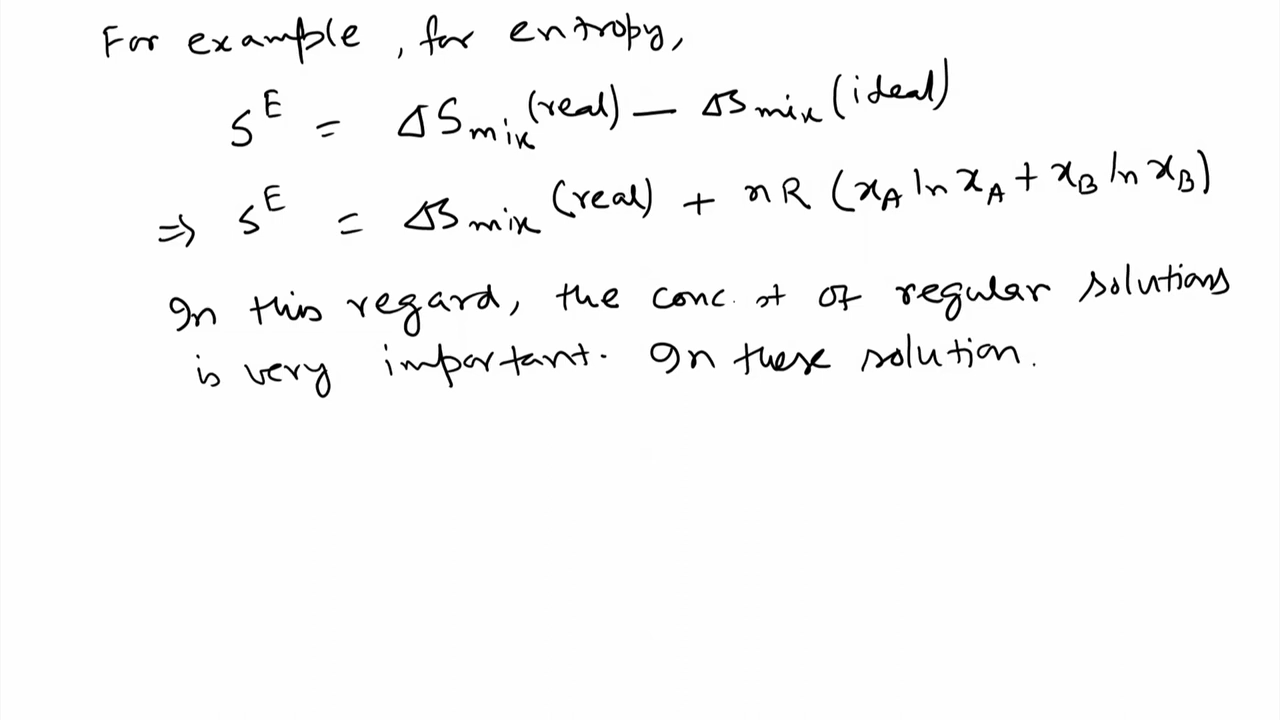 For example, for entropy,
S^E = ΔS_mix (real) – ΔS_mix (ideal)
⇒ S^E = ΔS_mix (real) + nR (x_A ln x_A + x_B ln x_B)
In this regard, the of regular solutions
is very important. In these solution.